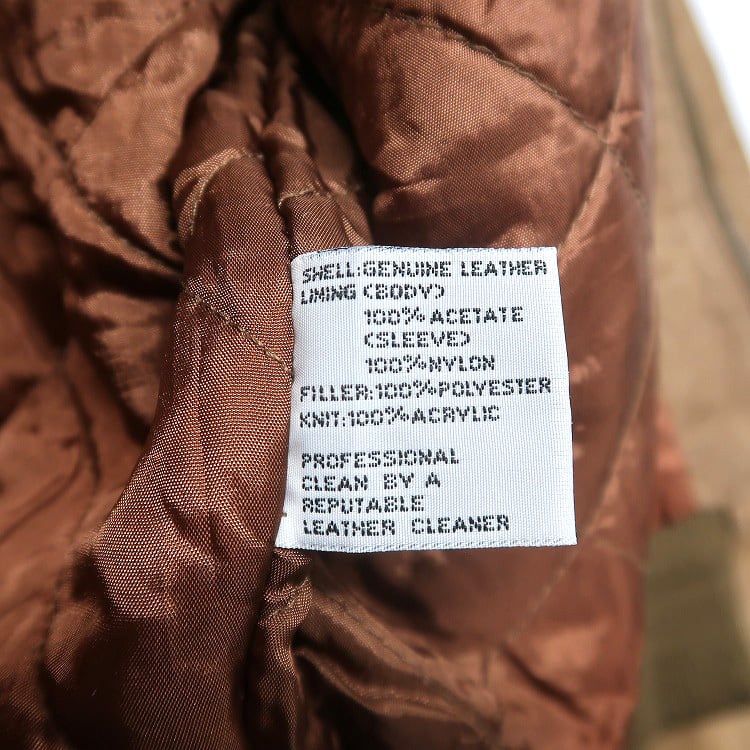 SHELL:GENUINE LEATHER
LINING (BODY)
100% ACETATE
(SLEEVE)
100% NYLON
FILLER:100% POLYESTER
KNIT:100% ACRYLIC
PROFESSIONAL
CLEAN BY A
REPUTABLE
LEATHER CLEANER